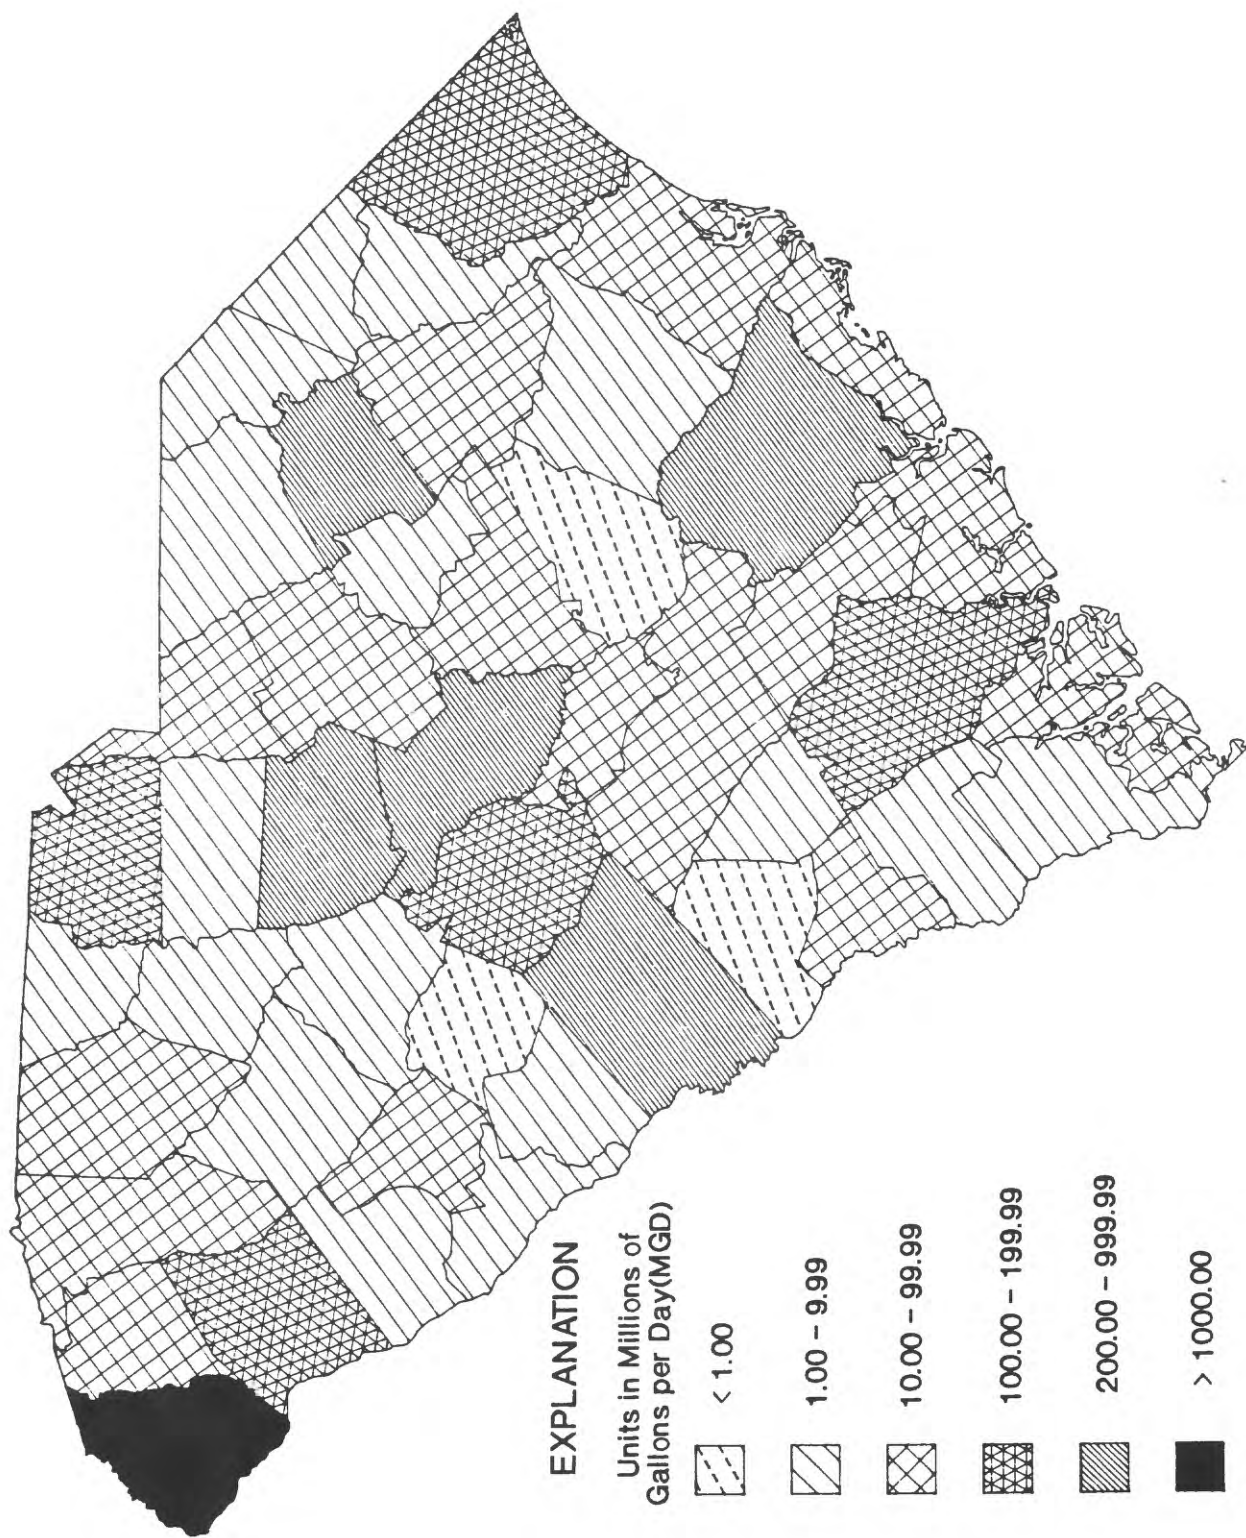 EXPLANATION
Units in Millions of
Gallons per Day(MGD)
< 1.00
1.00 – 9.99
10.00 – 99.99
100.00 – 199.99
200.00 – 999.99
> 1000.00